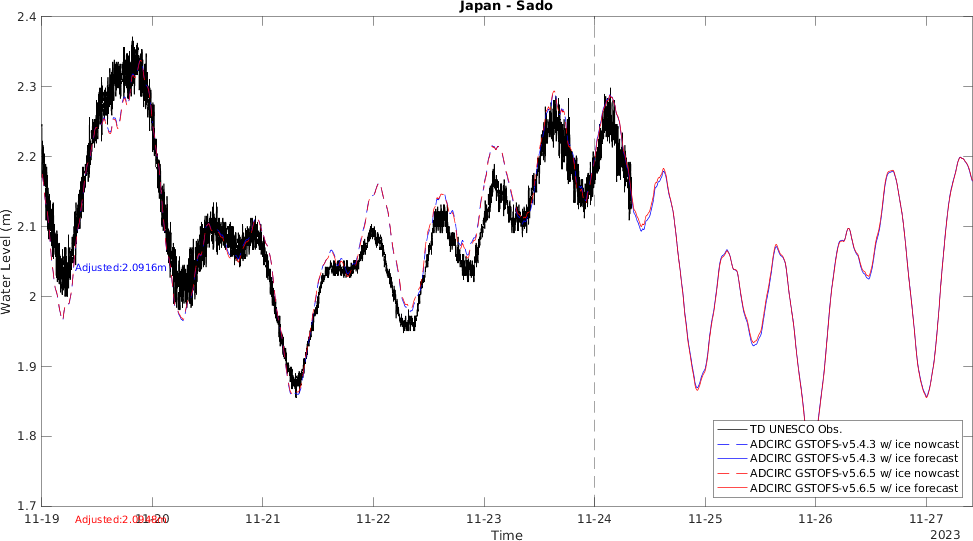 Japan - Sado
2.4
2.3
2.2
2.1
2
1.9
1.8
1.7
Water Level (m)
Adjusted:2.0916m
TD UNESCO Obs.
ADCIRC GSTOFS-v5.4.3 w/ ice nowcast
ADCIRC GSTOFS-v5.4.3 w/ ice forecast
ADCIRC GSTOFS-v5.6.5 w/ ice nowcast
ADCIRC GSTOFS-v5.6.5 w/ ice forecast
11-19 11-20 11-21 11-22 11-23 11-24 11-25 11-26 11-27
Time
2023